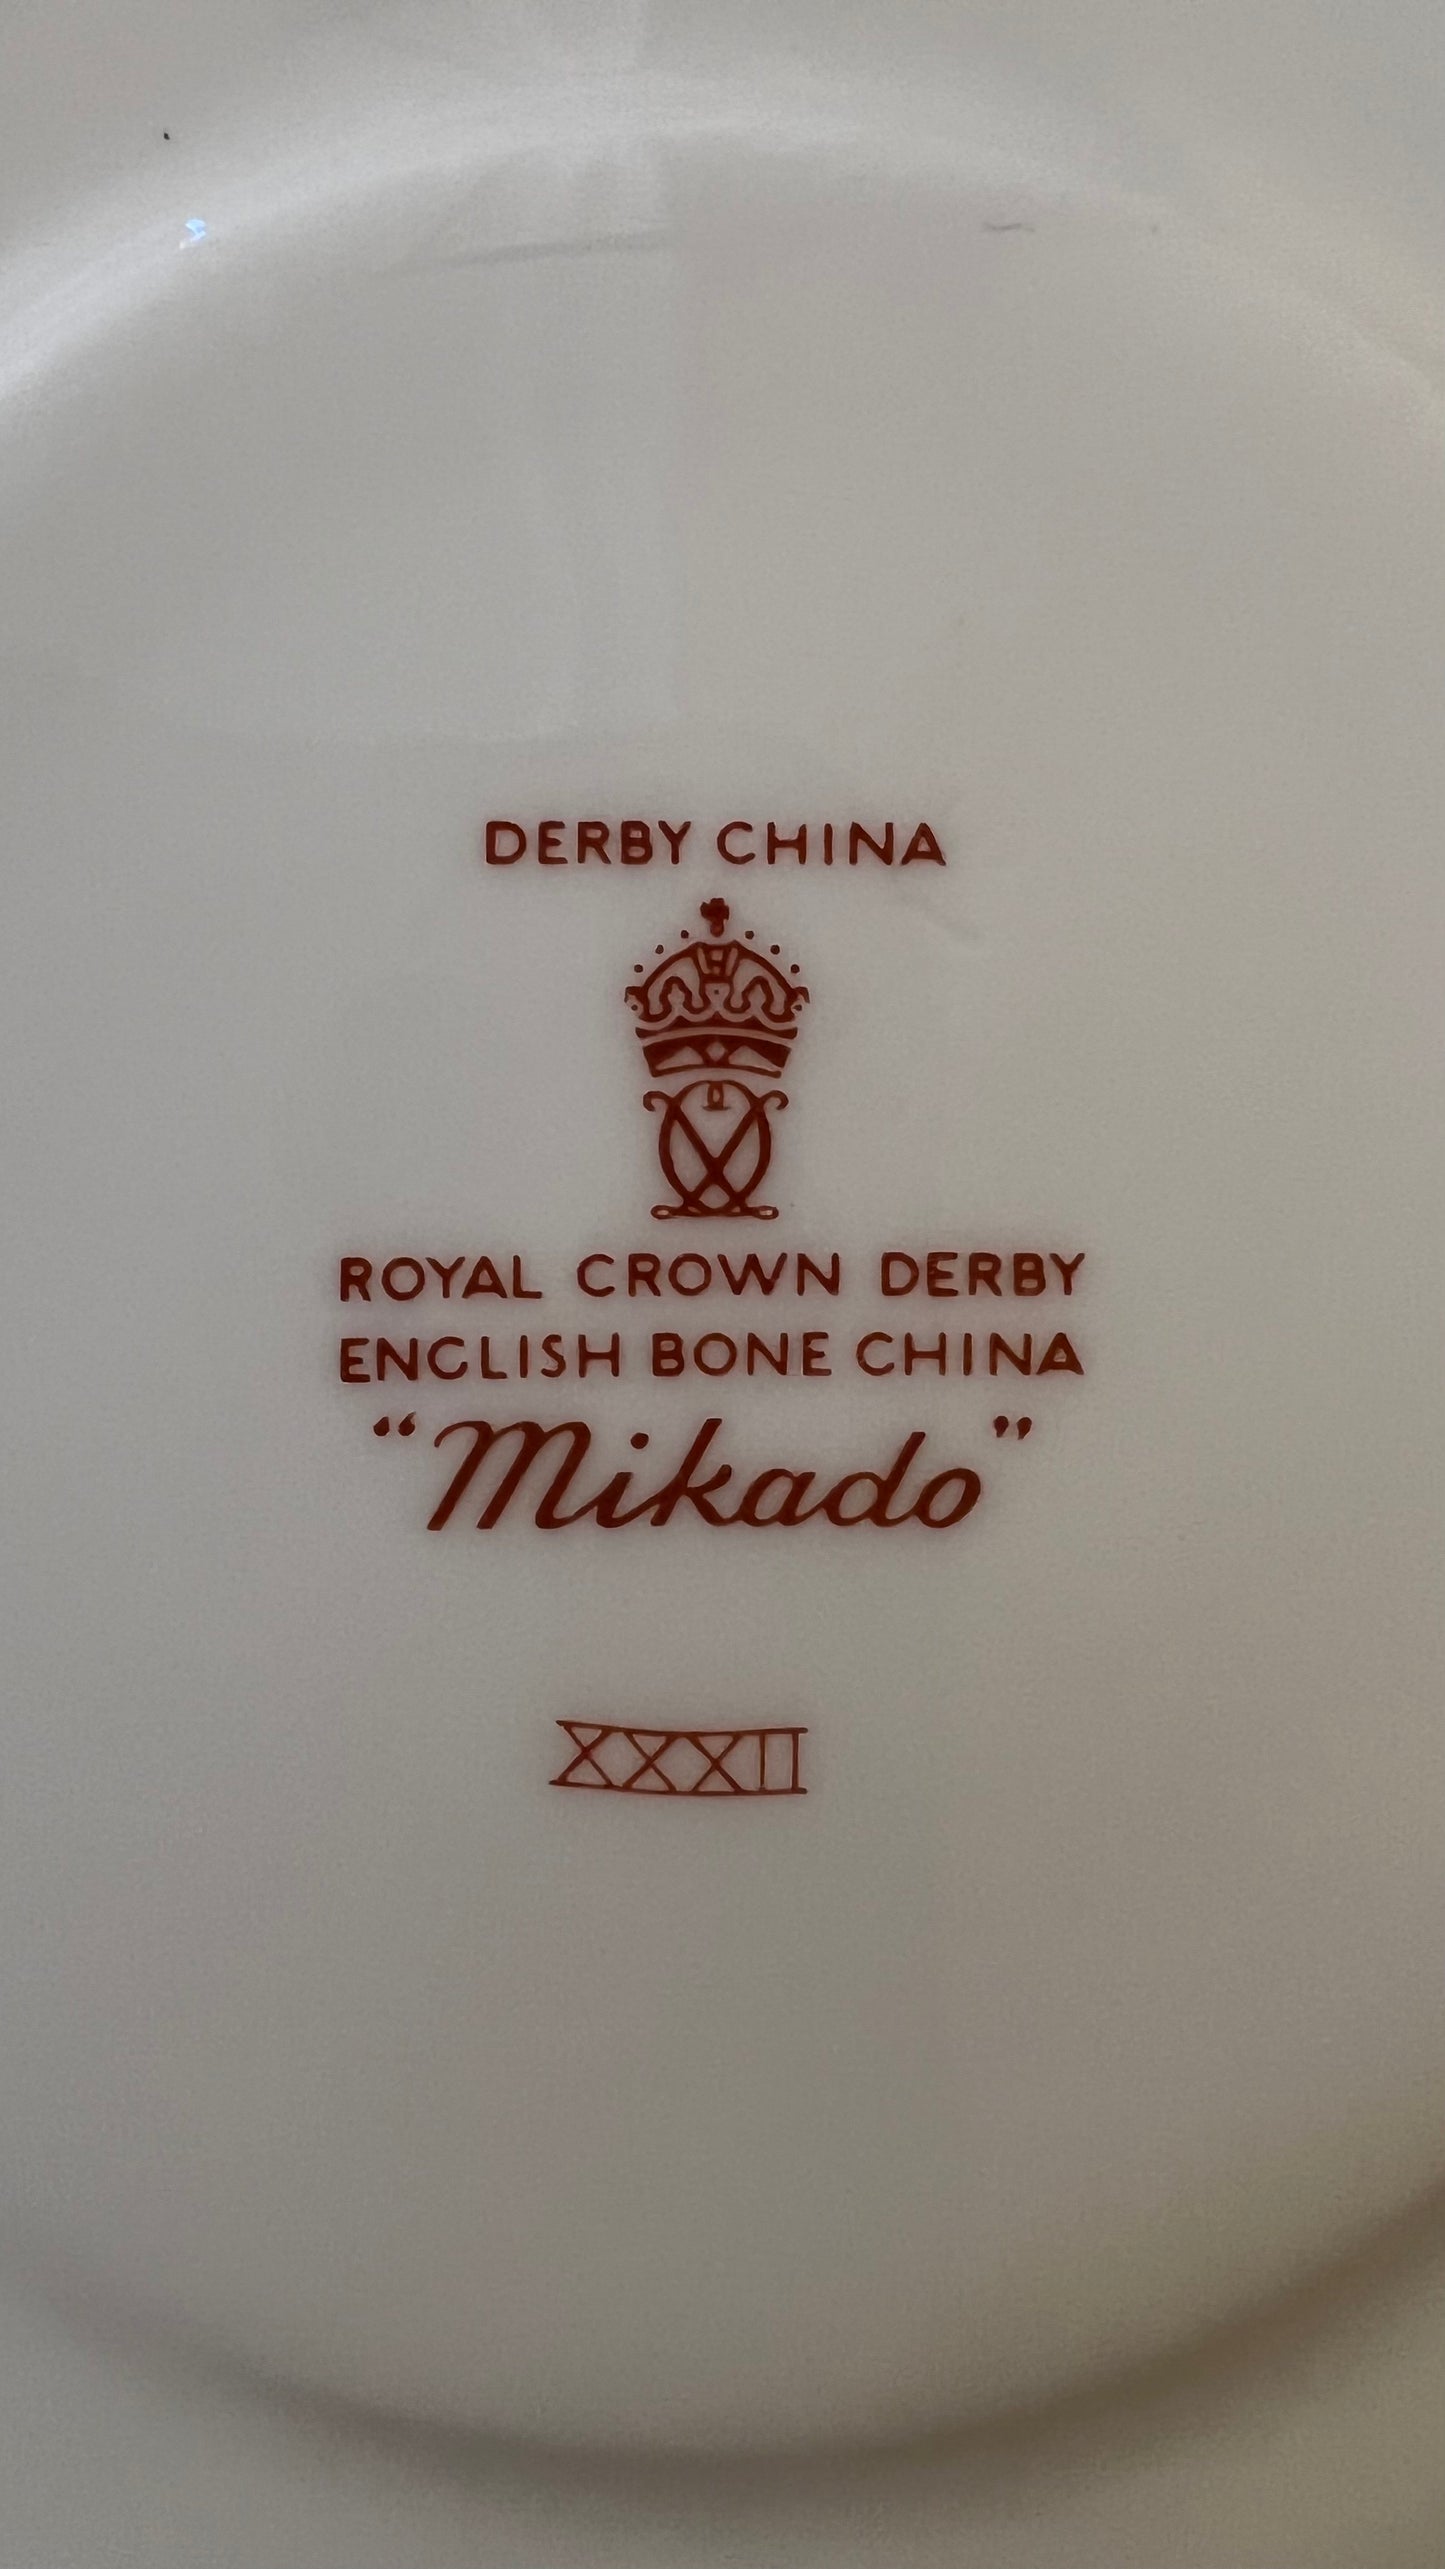 DERBY CHINA
ROYAL CROWN DERBY
ENGLISH BONE CHINA
“Mikado”
XXXII